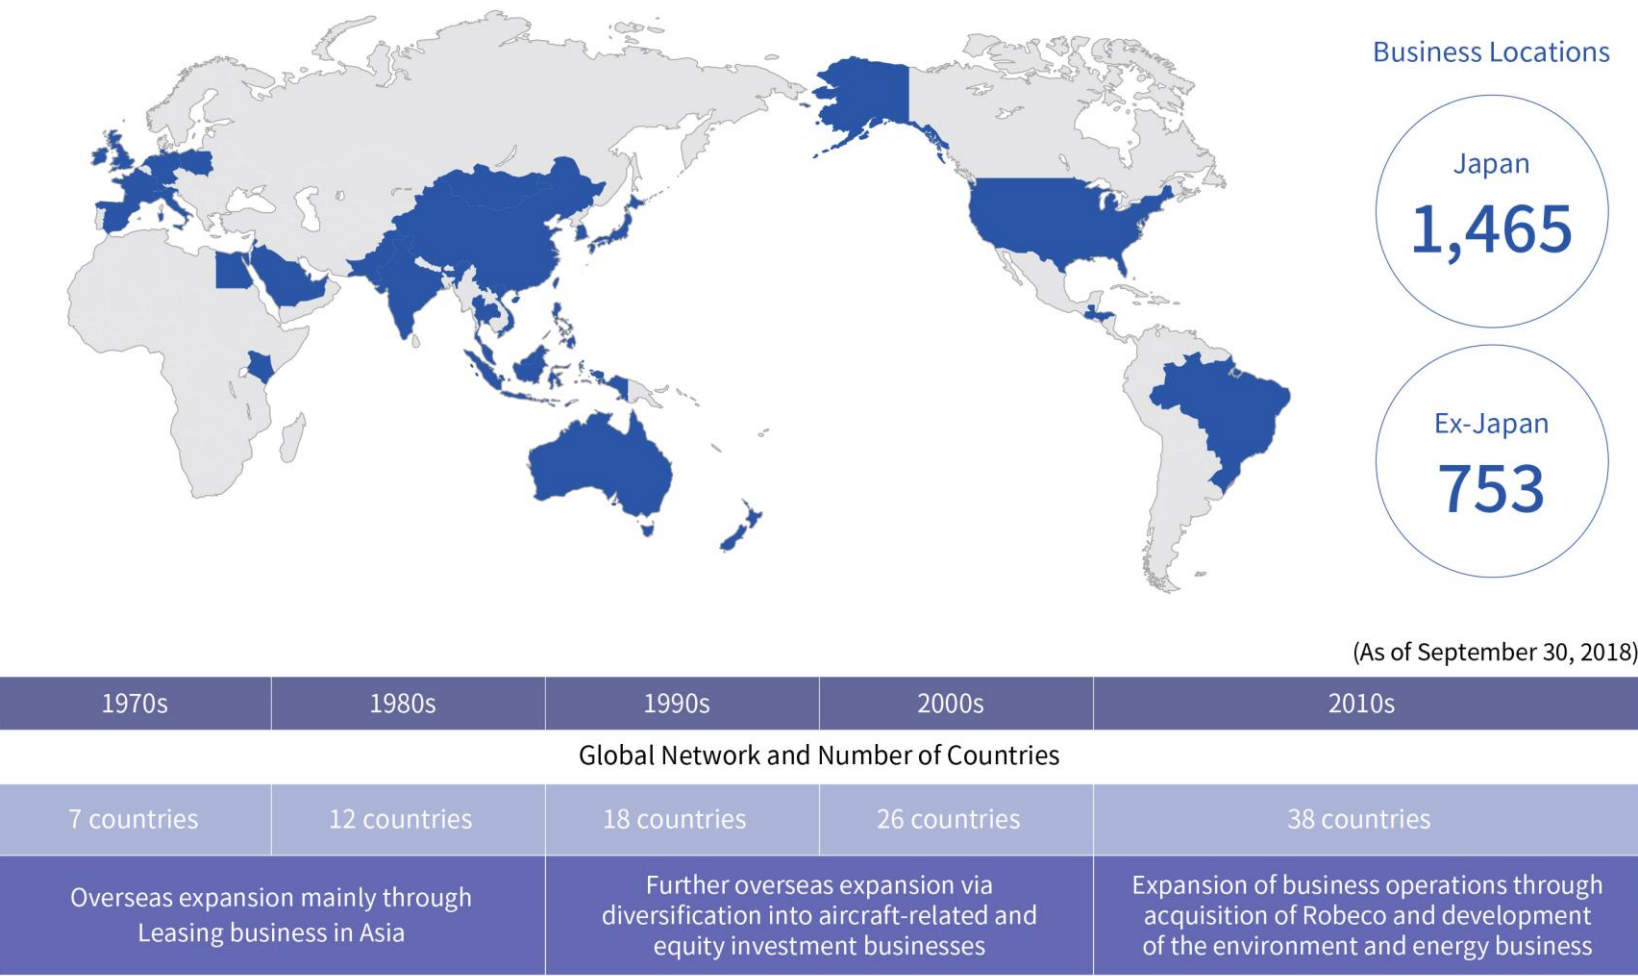 Business Locations
Japan
1,465
Ex-Japan
753
(As of September 30, 2018)
1970s
1980s
1990s
2000s
2010s
Global Network and Number of Countries
7 countries
12 countries
18 countries
26 countries
38 countries
Overseas expansion mainly through
Leasing business in Asia
Further overseas expansion via
diversification into aircraft-related and
equity investment businesses
Expansion of business operations through
acquisition of Robeco and development
of the environment and energy business